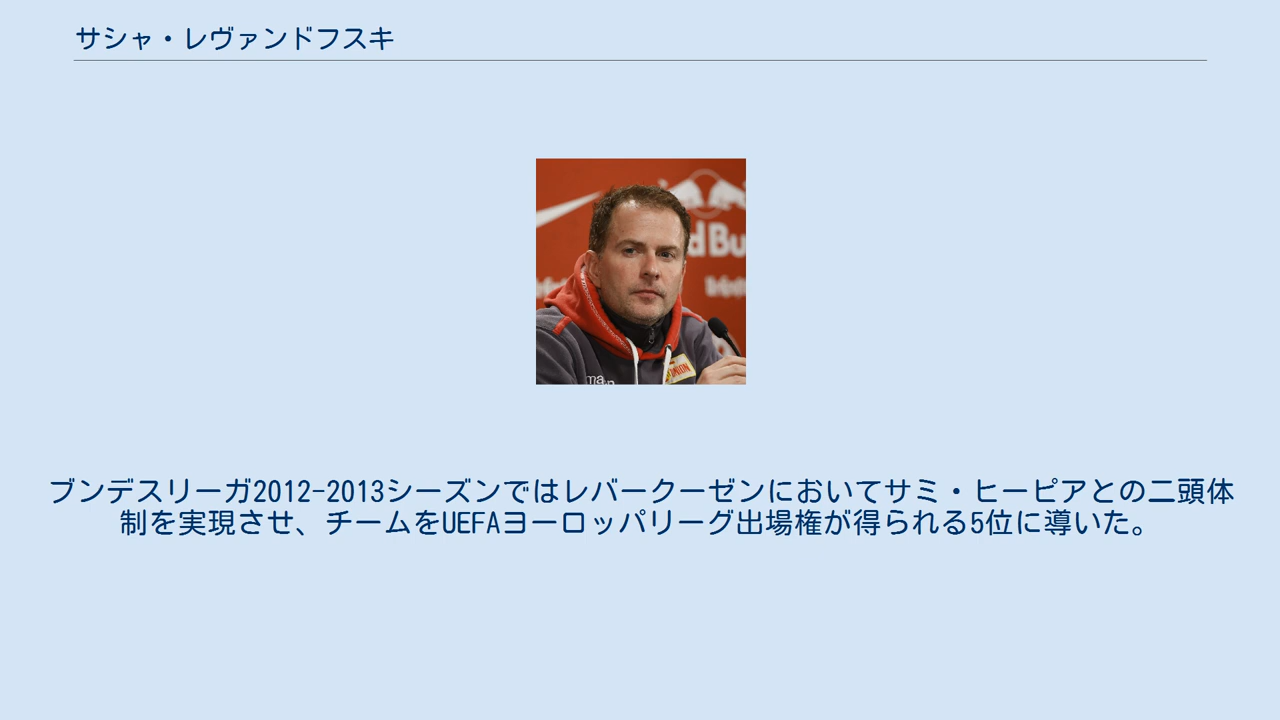 サシャ・レヴァンドフスキ
d Bu
ブンデスリーガ2012-2013シーズンではレバークーゼンにおいてサミ・ヒーピアとの二頭体
制を実現させ、チームをUEFAヨーロッパリーグ出場権が得られる5位に導いた。